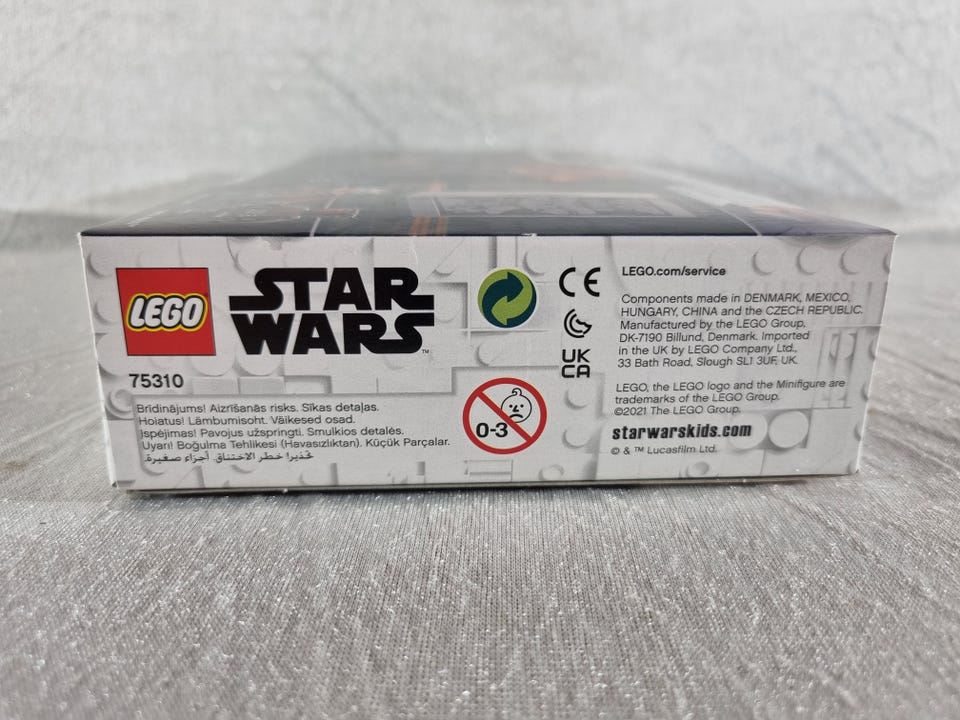 LEGO
STAR
WARS™
75310
Brīdinājums! Aizrīšanās risks. Sīkas detaļas.
Hoiatus! Lämbumisoht. Väikesed osad.
Įspėjimas! Pavojus užspringti. Smulkios detalės.
Uyarı! Boğulma Tehlikesi (Havasızlıktan). Küçük Parçalar.
تحذير! خطر الاختناق. أجزاء صغيرة.
0-3
CE
UK
CA
LEGO.com/service
Components made in DENMARK, MEXICO,
HUNGARY, CHINA and the CZECH REPUBLIC.
Manufactured by the LEGO Group,
DK-7190 Billund, Denmark. Imported
in the UK by LEGO Company Ltd.,
33 Bath Road, Slough SL1 3UF, UK.
LEGO, the LEGO logo and the Minifigure are
trademarks of the LEGO Group.
©2021 The LEGO Group.
starwarskids.com
© & ™ Lucasfilm Ltd.